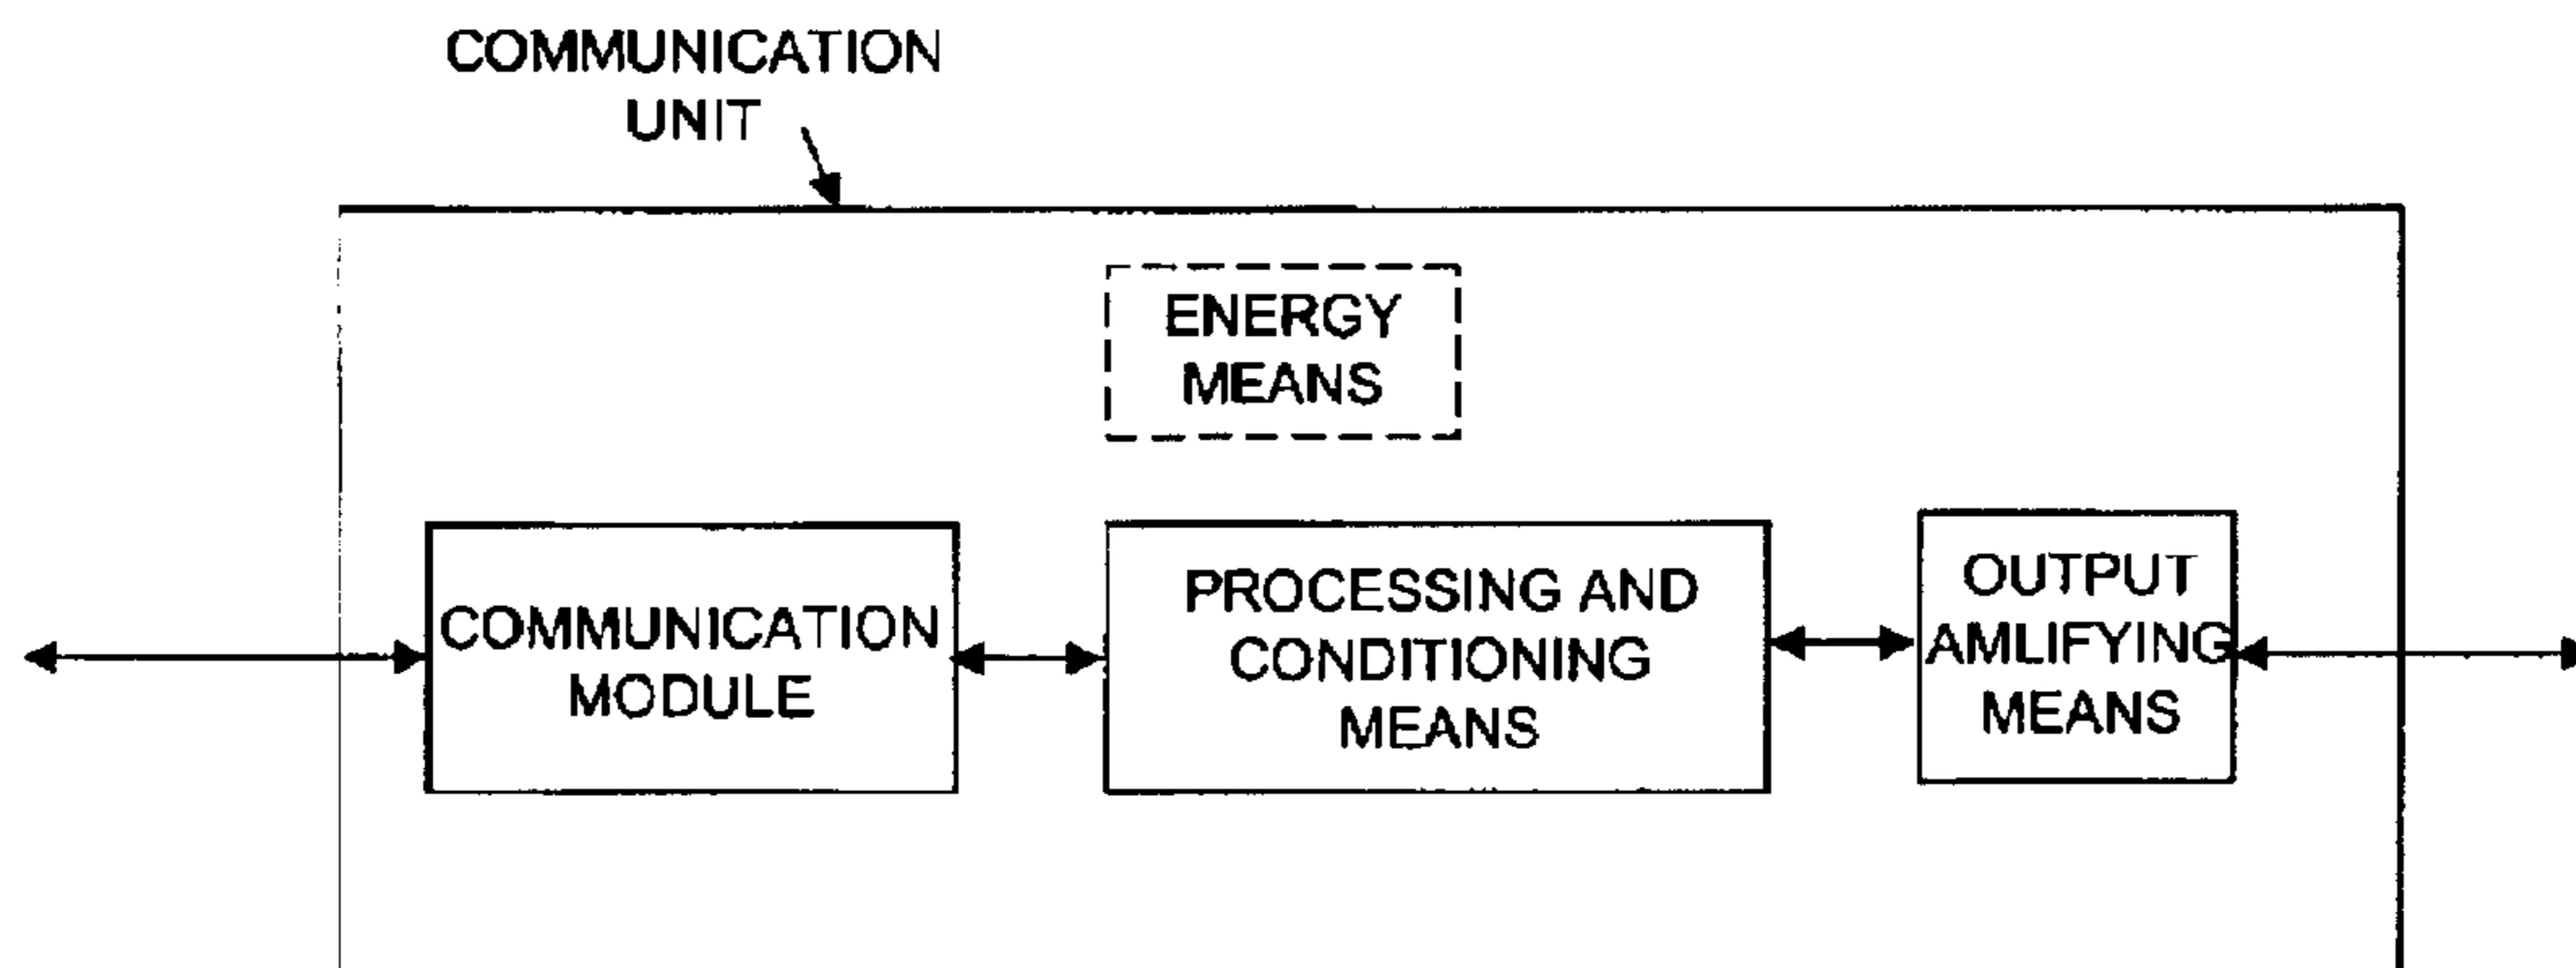 COMMUNICATION
UNIT
ENERGY
MEANS
COMMUNICATION
MODULE
PROCESSING AND
CONDITIONING
MEANS
OUTPUT
AMLIFYING
MEANS